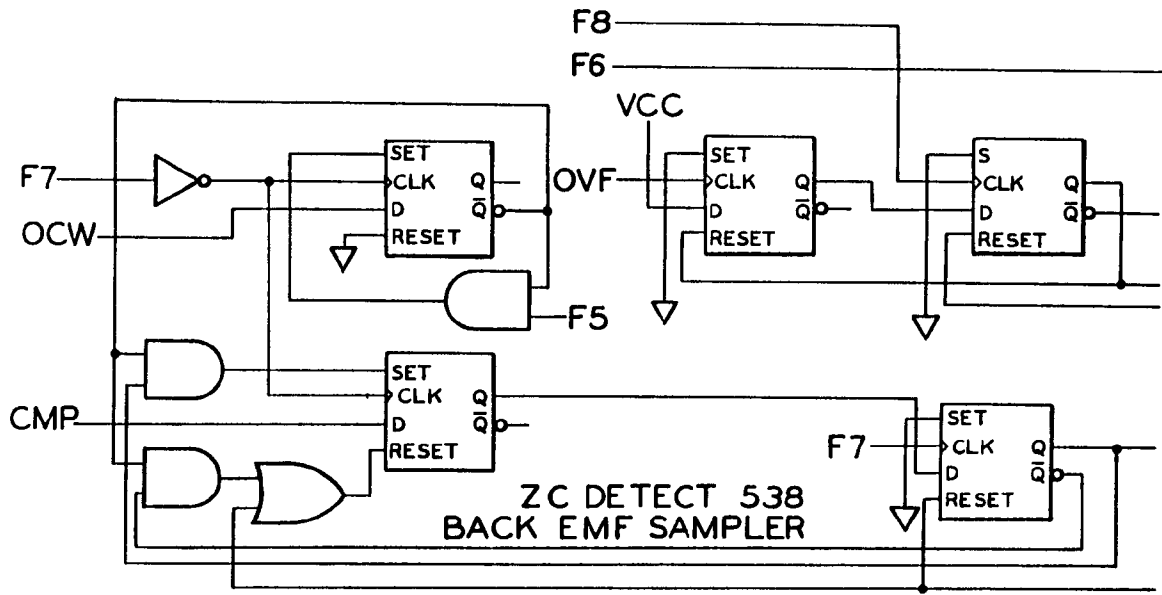 F8
F6
VCC
F7
SET
CLK
D
RESET
Q
Q̅
OCW
F5
OVF
SET
CLK
D
RESET
Q
Q̅
S
CLK
D
RESET
Q
Q̅
CMP
SET
CLK
D
RESET
Q
Q̅
F7
SET
CLK
D
RESET
Q
Q̅
ZC DETECT 538
BACK EMF SAMPLER